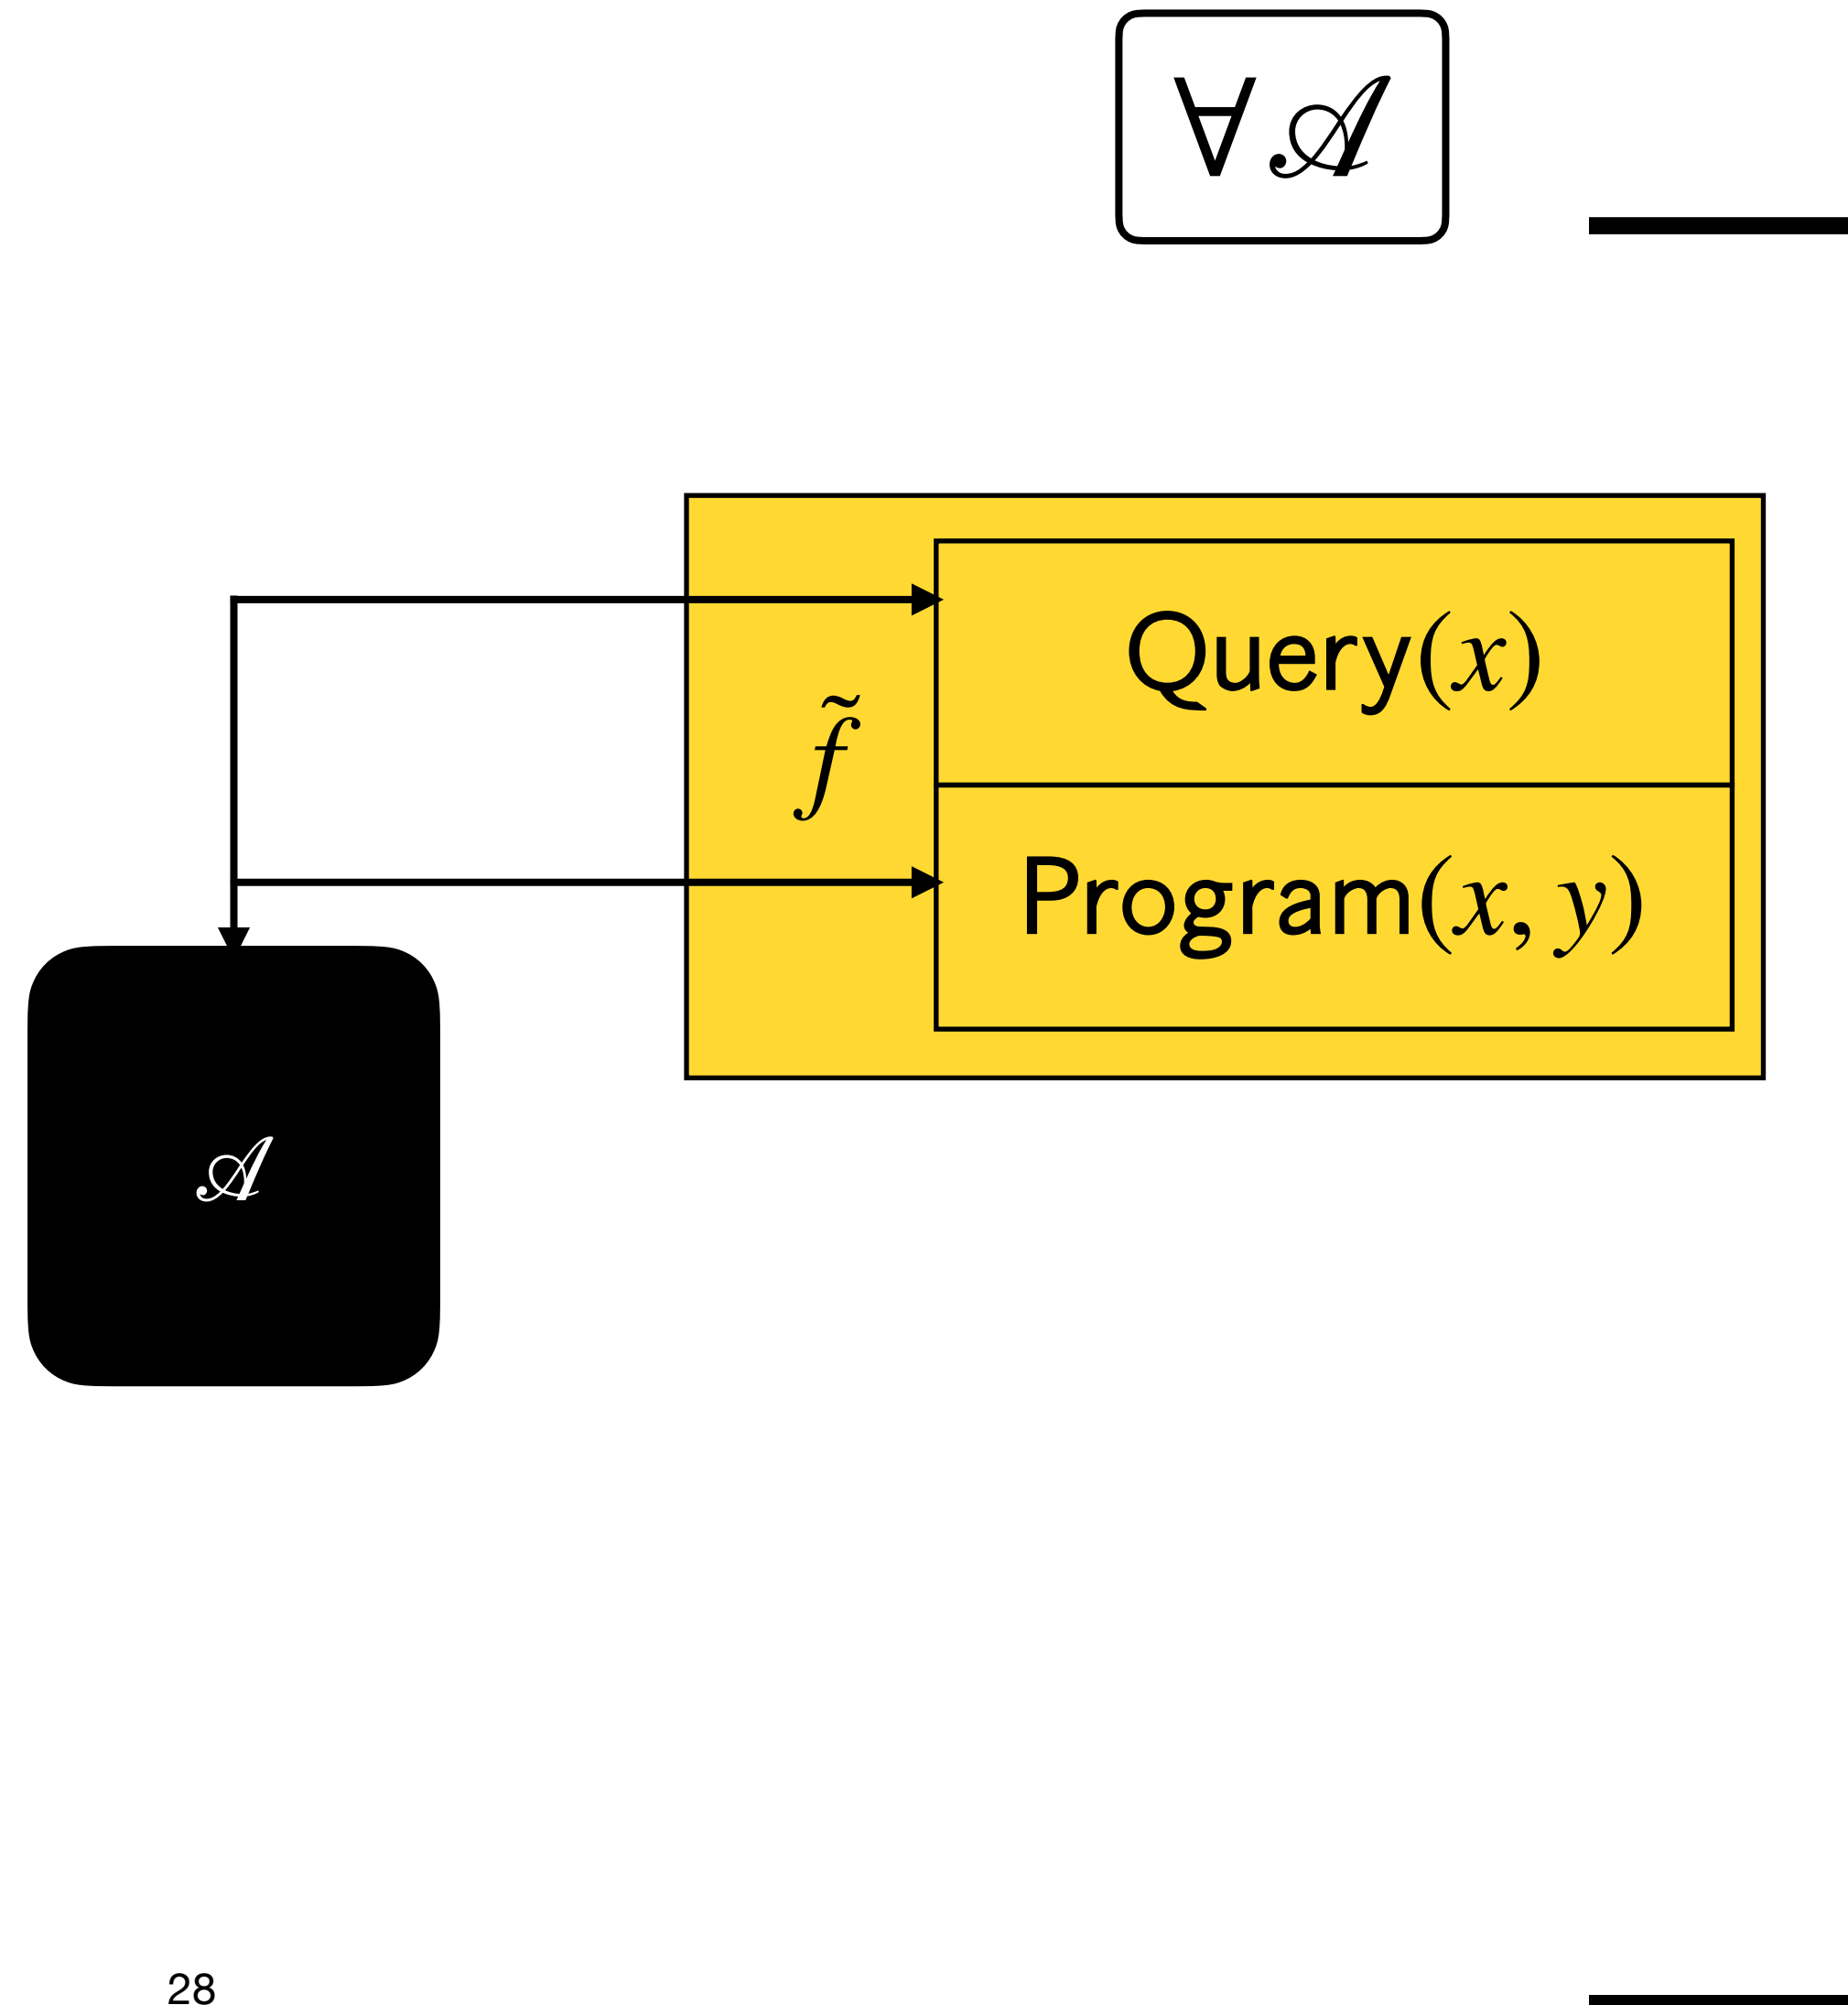 ∀𝒜
Query(x)
f̃
Program(x, y)
𝒜
28